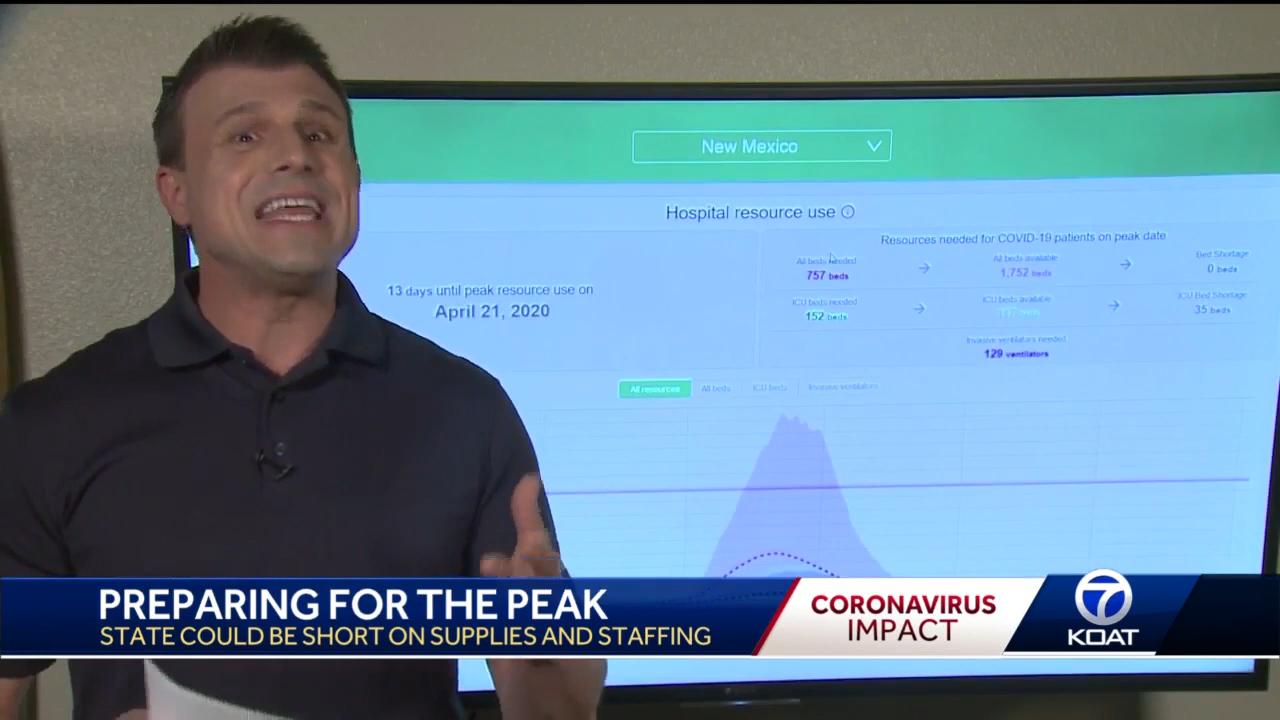 New Mexico
Hospital resource use
Resources needed for COVID-19 patients on peak date
13 days until peak resource use on
April 21, 2020
All beds needed
757 beds
All beds available
1,752 beds
Bed Shortage
0 beds
ICU beds needed
152 beds
ICU beds available
beds
ICU Bed Shortage
35 beds
Invasive ventilators needed
129 ventilators
All resources
All beds
ICU beds
Invasive ventilators
PREPARING FOR THE PEAK
STATE COULD BE SHORT ON SUPPLIES AND STAFFING
CORONAVIRUS
IMPACT
7
KOAT